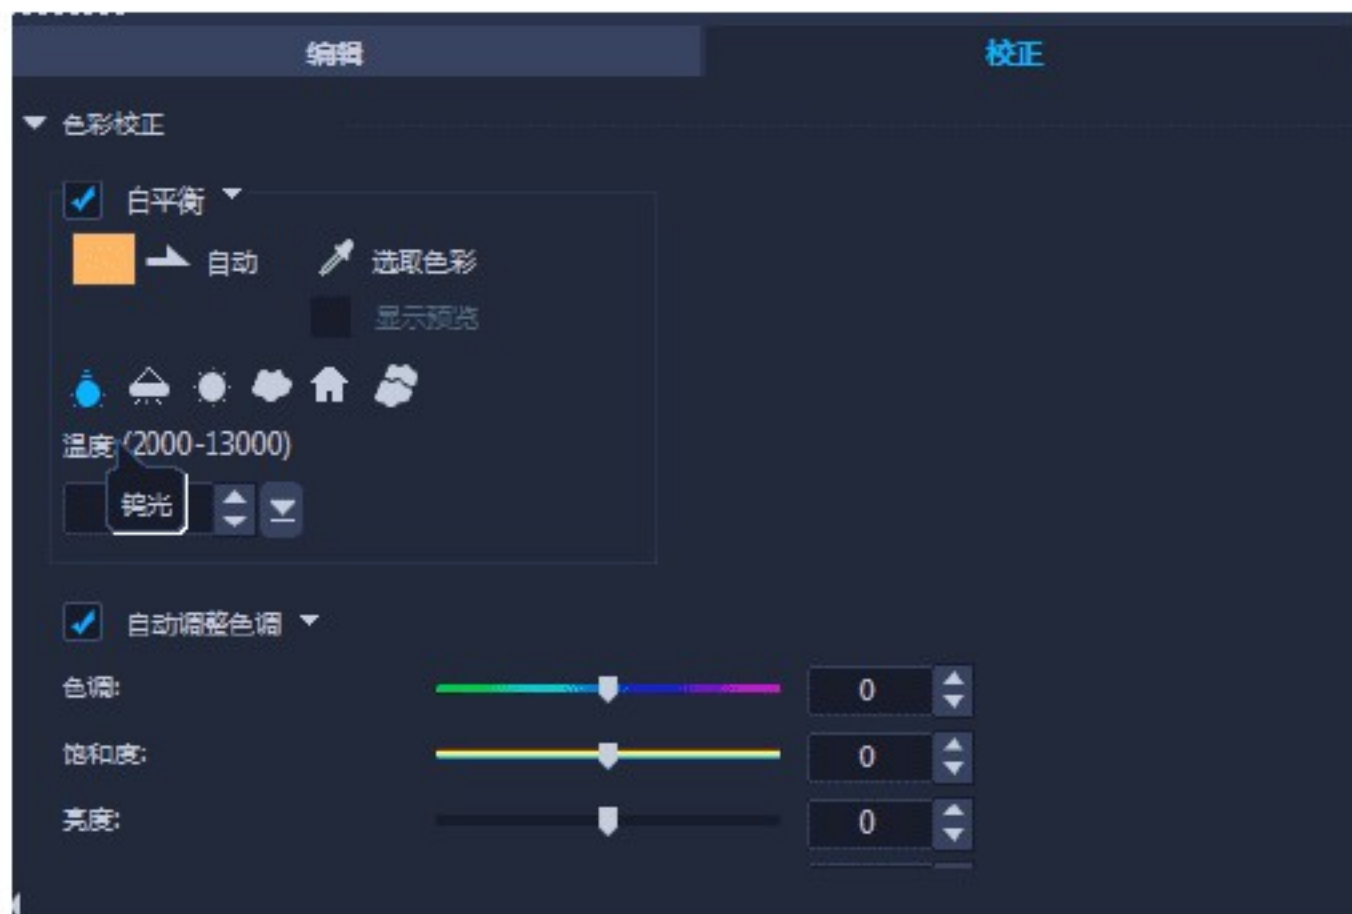 编辑
校正
色彩校正
白平衡
自动
选取色彩
显示预览
温度 (2000-13000)
钨光
自动调整色调
色调: 0
饱和度: 0
亮度: 0